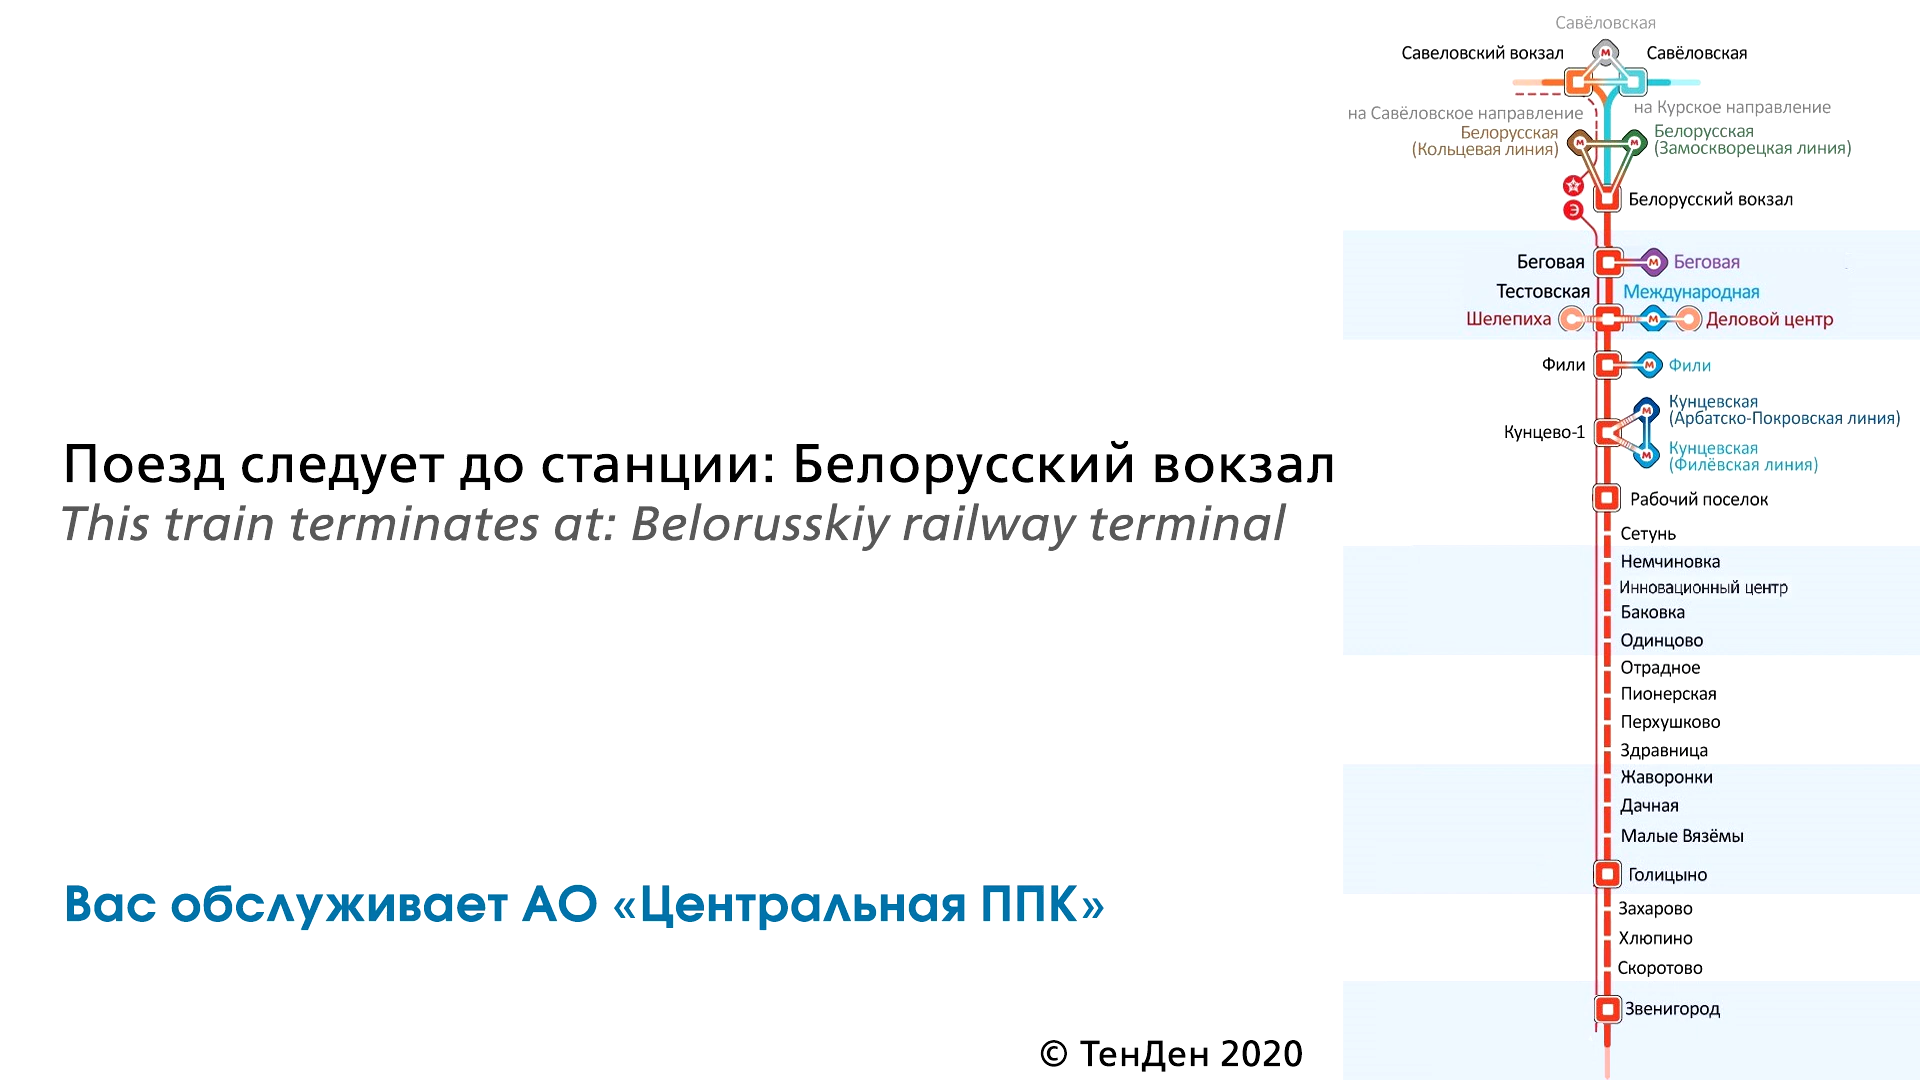 Поезд следует до станции: Белорусский вокзал
This train terminates at: Belorusskiy railway terminal
Вас обслуживает АО «Центральная ППК»
© ТенДен 2020
Савёловская
Савеловский вокзал
М
Савёловская
на Савёловское направление
на Курское направление
Белорусская
(Кольцевая линия)
М
М
Белорусская
(Замоскворецкая линия)
Э
Белорусский вокзал
Беговая
М
Беговая
Тестовская
Международная
Шелепиха
М
Деловой центр
Фили
М
Фили
Кунцево-1
М
Кунцевская
(Арбатско-Покровская линия)
М
Кунцевская
(Филёвская линия)
Рабочий поселок
Сетунь
Немчиновка
Инновационный центр
Баковка
Одинцово
Отрадное
Пионерская
Перхушково
Здравница
Жаворонки
Дачная
Малые Вязёмы
Голицыно
Захарово
Хлюпино
Скоротово
Звенигород